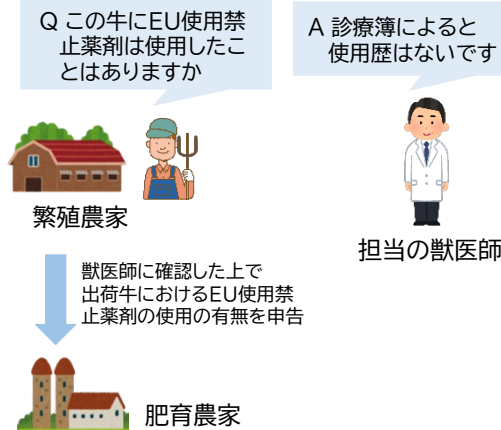 Q この牛にEU使用禁
止薬剤は使用したこ
とはありますか
A 診療簿によると
使用歴はないです
繁殖農家
担当の獣医師
獣医師に確認した上で
出荷牛におけるEU使用禁
止薬剤の使用の有無を申告
肥育農家